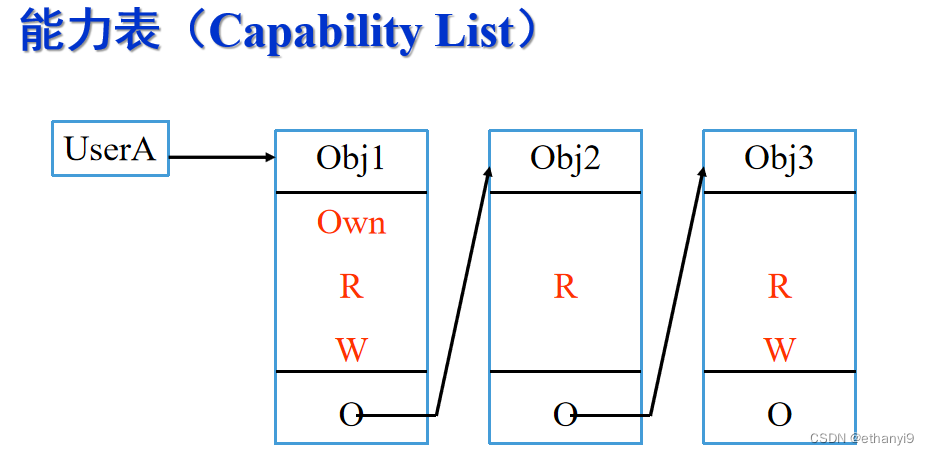 能力表（Capability List）
UserA
Obj1
Own
R
W
O
Obj2
R
O
Obj3
R
W
O
CSDN @ethanyi9